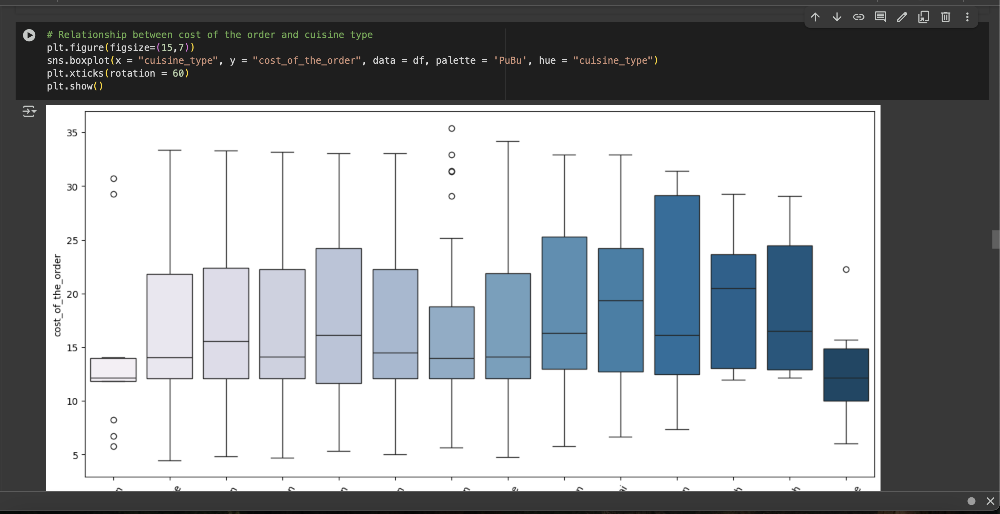 # Relationship between cost of the order and cuisine type
plt.figure(figsize=(15,7))
sns.boxplot(x = "cuisine_type", y = "cost_of_the_order", data = df, palette = 'PuBu', hue = "cuisine_type")
plt.xticks(rotation = 60)
plt.show()
35
30
25
20
15
10
5
cost_of_the_order